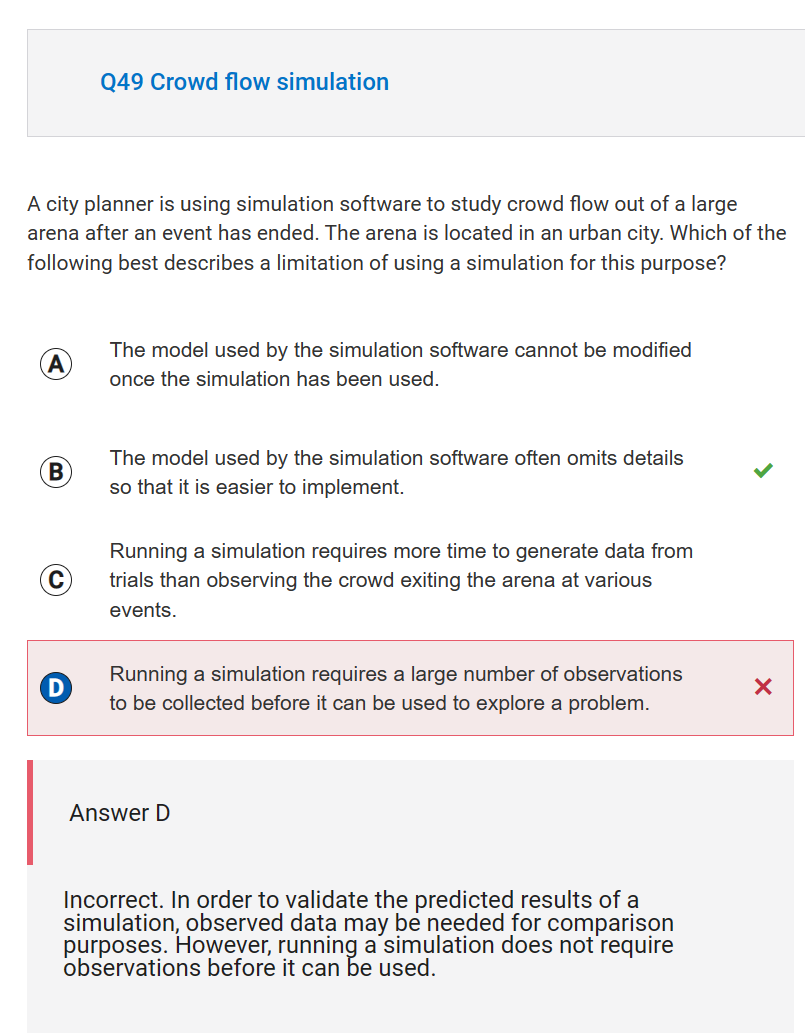 Q49 Crowd flow simulation
A city planner is using simulation software to study crowd flow out of a large
arena after an event has ended. The arena is located in an urban city. Which of the
following best describes a limitation of using a simulation for this purpose?
A
The model used by the simulation software cannot be modified
once the simulation has been used.
B
The model used by the simulation software often omits details
so that it is easier to implement.
C
Running a simulation requires more time to generate data from
trials than observing the crowd exiting the arena at various
events.
D
Running a simulation requires a large number of observations
to be collected before it can be used to explore a problem.
Answer D
Incorrect. In order to validate the predicted results of a
simulation, observed data may be needed for comparison
purposes. However, running a simulation does not require
observations before it can be used.